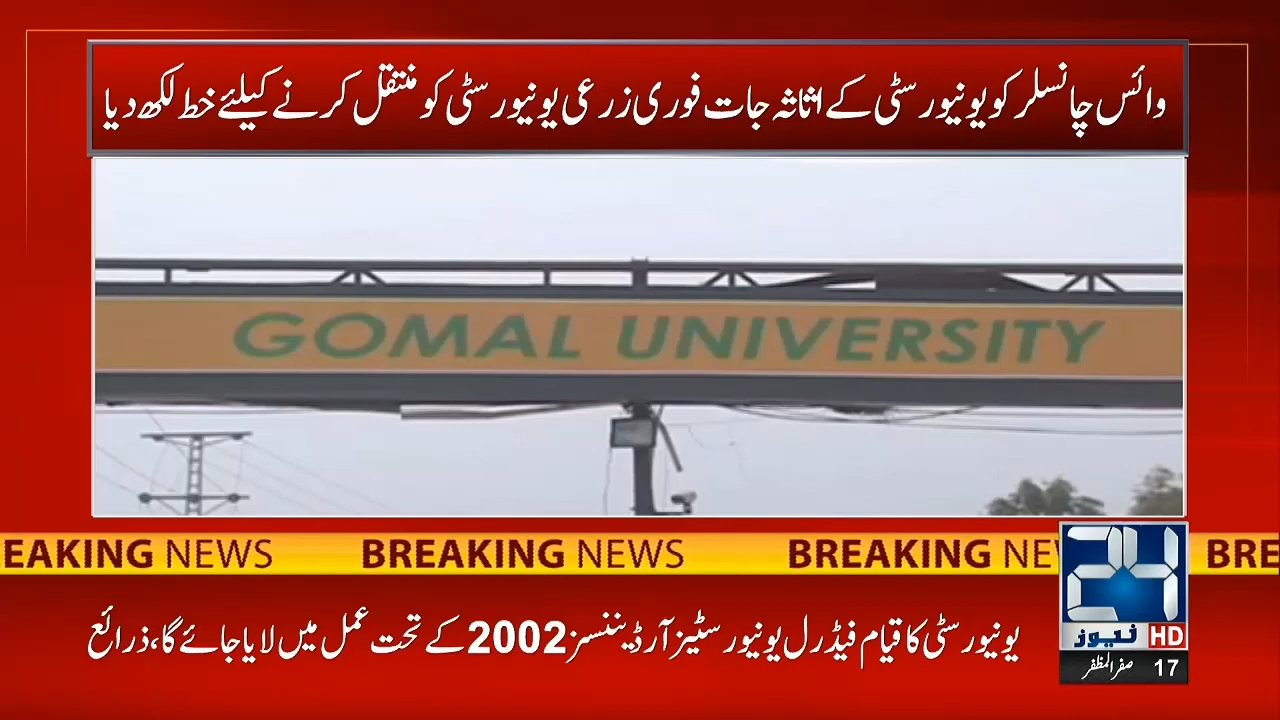 وائس چانسلر کو یونیورسٹی کے اثاثہ جات فوری زرعی یونیورسٹی کو منتقل کرنے کیلئے خط لکھ دیا
GOMAL UNIVERSITY
EAKING NEWS BREAKING NEWS BREAKING NEW BRE
24
نیوز HD
یونیورسٹی کا قیام فیڈرل یونیورسٹیز آرڈیننسز 2002 کے تحت عمل میں لایا جائے گا، ذرائع
17 صفر المظفر